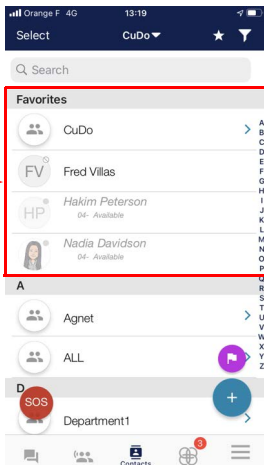 Orange F 4G 13:19
Select CuDo
Search
Favorites
CuDo
FV Fred Villas
HP Hakim Peterson
04- Available
Nadia Davidson
04- Available
A
Agnet
ALL
D
SOS
Department1
A
B
C
D
E
F
G
H
I
J
K
L
M
N
O
P
Q
R
S
T
U
V
W
X
Y
Z
+
3
Contacts